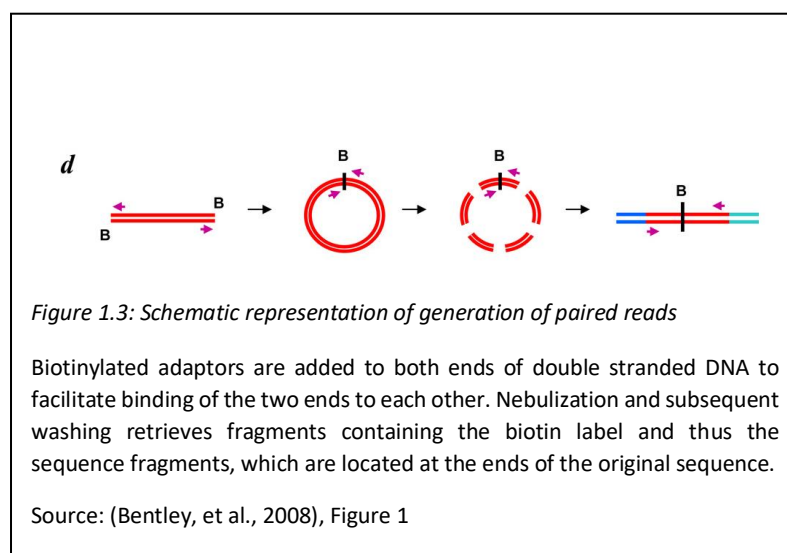 d
B
B
B
B
B
Figure 1.3: Schematic representation of generation of paired reads
Biotinylated adaptors are added to both ends of double stranded DNA to
facilitate binding of the two ends to each other. Nebulization and subsequent
washing retrieves fragments containing the biotin label and thus the
sequence fragments, which are located at the ends of the original sequence.
Source: (Bentley, et al., 2008), Figure 1